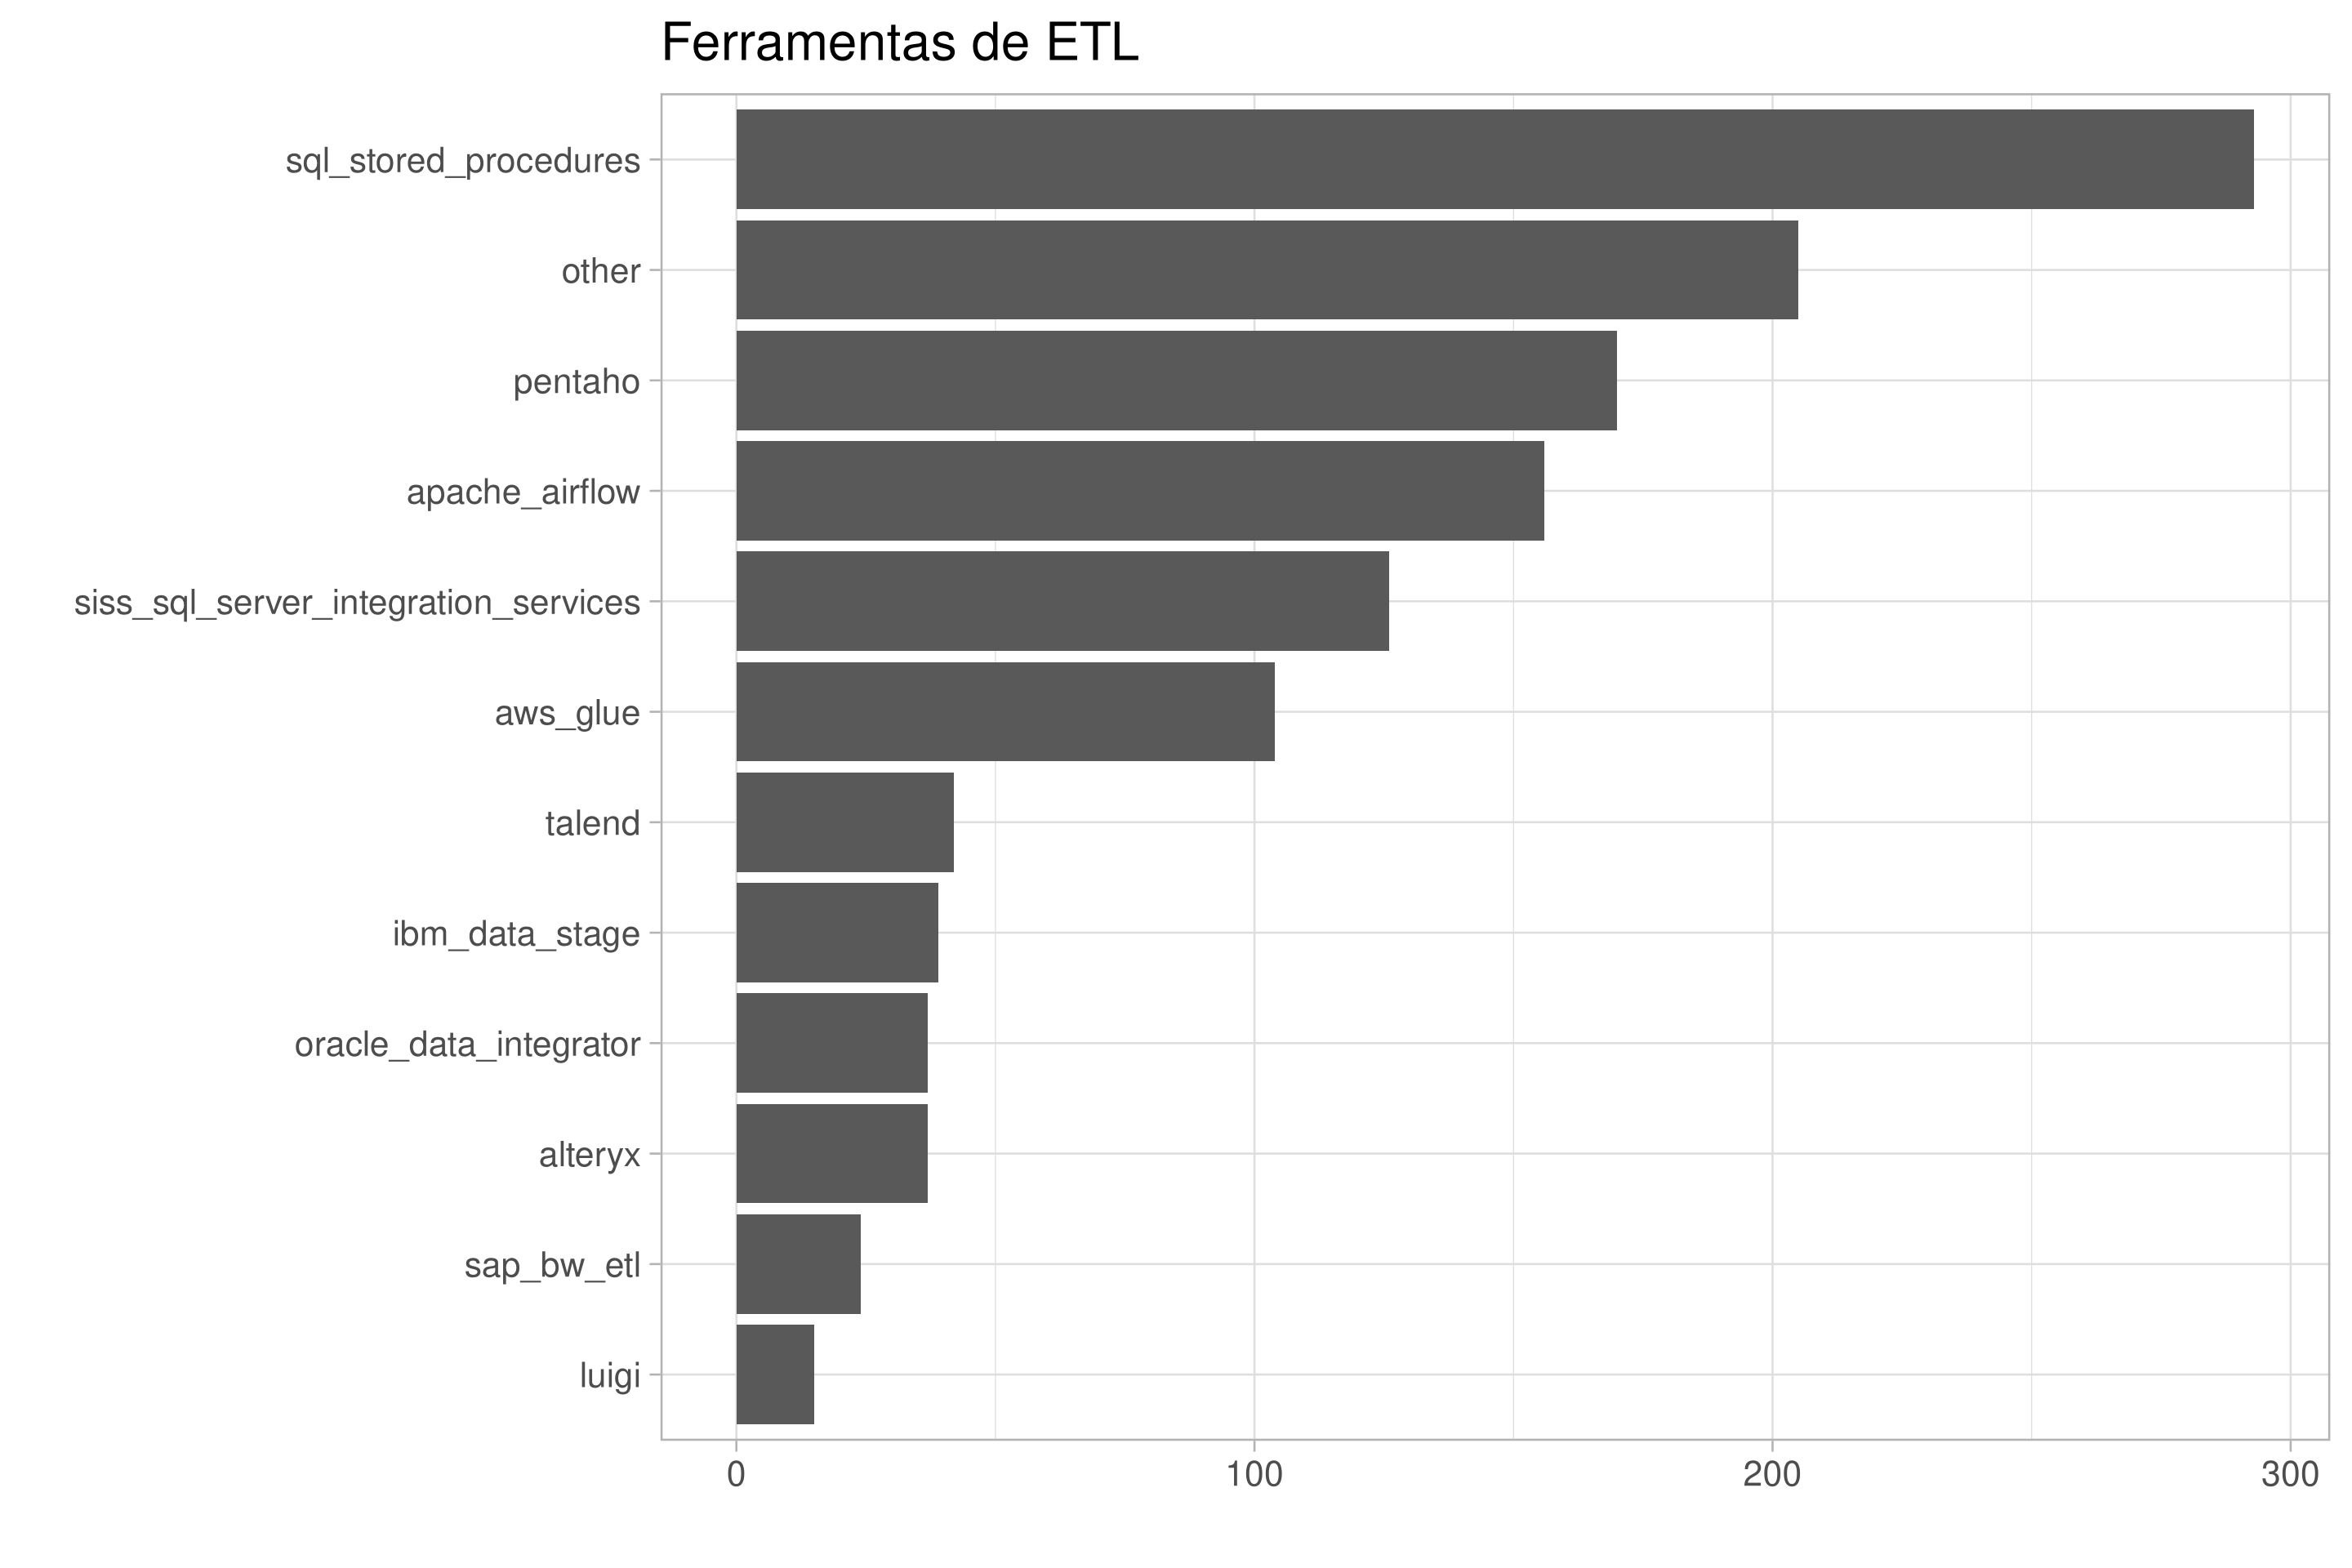 Ferramentas de ETL
sql_stored_procedures
other
pentaho
apache_airflow
siss_sql_server_integration_services
aws_glue
talend
ibm_data_stage
oracle_data_integrator
alteryx
sap_bw_etl
luigi
0 100 200 300